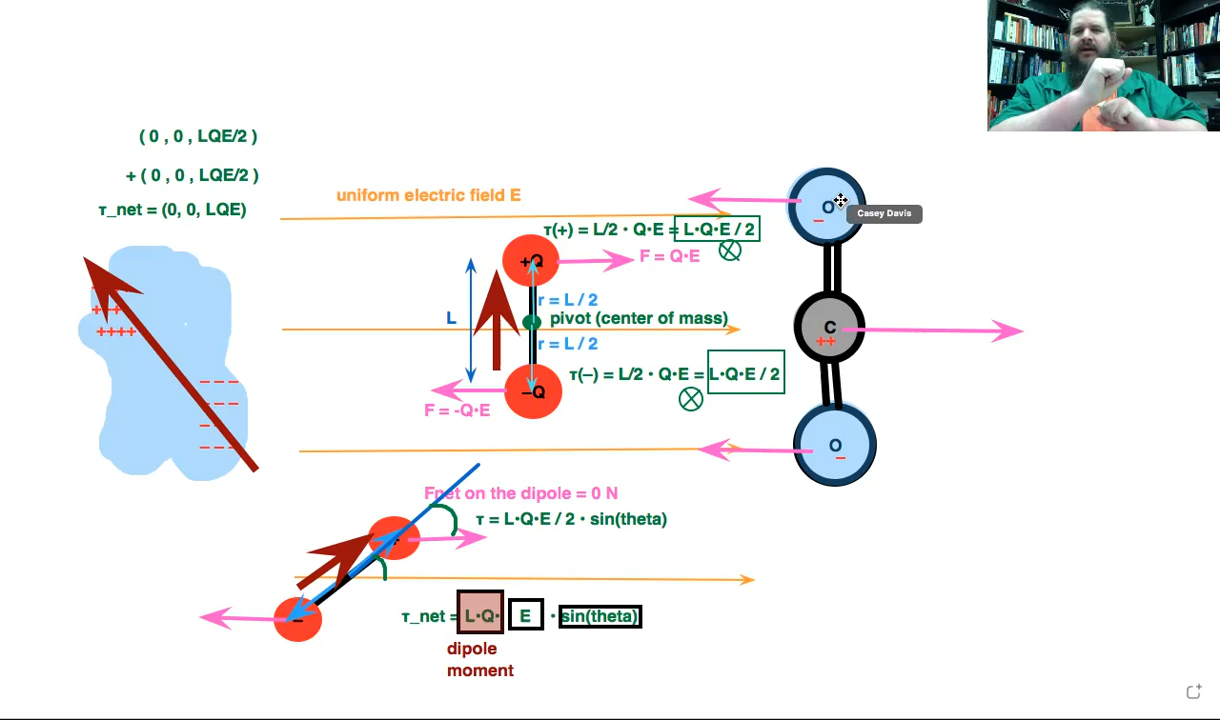 ( 0 , 0 , LQE/2 )
+ ( 0 , 0 , LQE/2 )
τ_net = (0, 0, LQE)
uniform electric field E
τ(+) = L/2 · Q·E = L·Q·E / 2
+Q
F = Q·E
r = L / 2
L
pivot (center of mass)
r = L / 2
τ(–) = L/2 · Q·E = L·Q·E / 2
–Q
F = -Q·E
+++
++++
– – –
– – –
– – –
– – –
O
–
Casey Davis
C
++
O
–
Fnet on the dipole = 0 N
τ = L·Q·E / 2 · sin(theta)
–
τ_net = L·Q· E · sin(theta)
dipole
moment